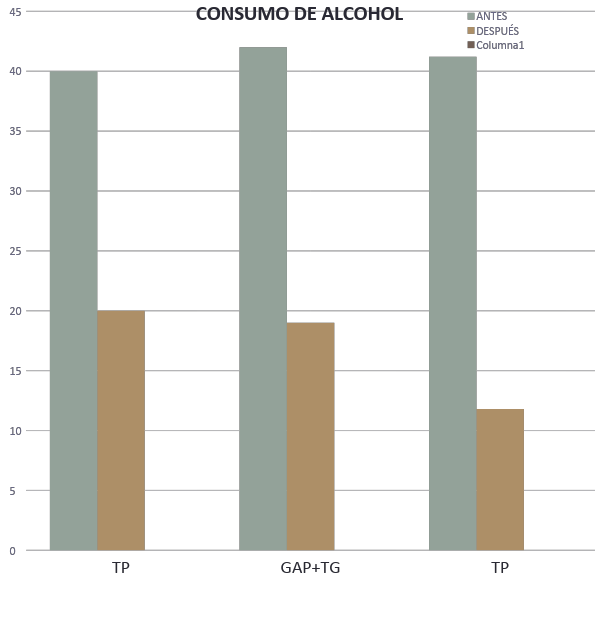 CONSUMO DE ALCOHOL
ANTES
DESPUÉS
Columna1
45
40
35
30
25
20
15
10
5
0
TP
GAP+TG
TP